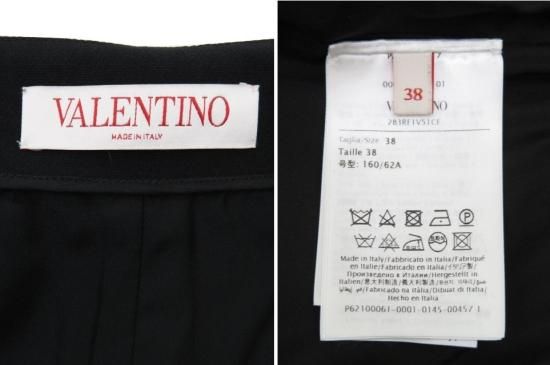 VALENTINO
MADE IN ITALY
38
2B3RF1V51CF
Taglia/Size 38
Taille 38
号型: 160/62A
Made in Italy/Fabbricato in Italia/Fabriqué
en Italie/Fabricado en Italia/イタリア製/
Произведено в Италии/Hergestellt in
Italien/意大利制造/義大利製造/
Fabricado na Itália/Dibuat di Italia/
Hecho en Italia
P62100061-0001-0145-00457 1